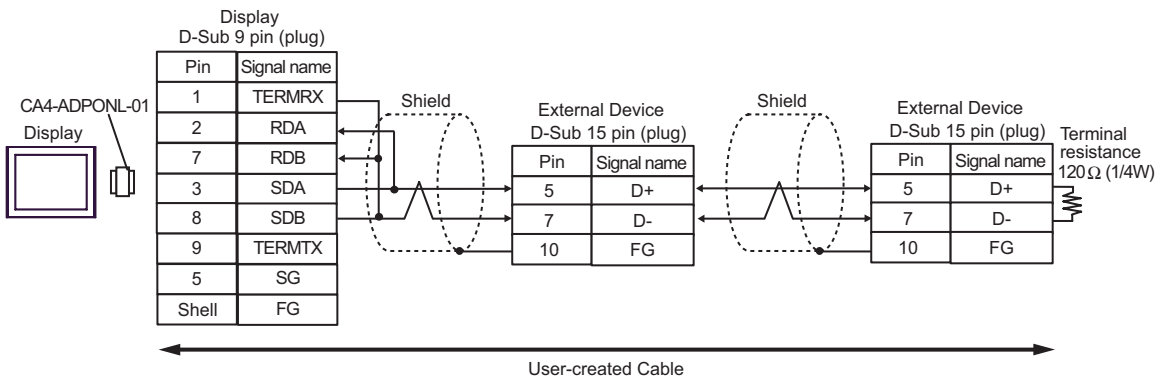 Display
D-Sub 9 pin (plug)
Pin Signal name
1 TERMRX
2 RDA
7 RDB
3 SDA
8 SDB
9 TERMTX
5 SG
Shell FG
CA4-ADPONL-01
Display
Shield
External Device
D-Sub 15 pin (plug)
Pin Signal name
5 D+
7 D-
10 FG
Shield
External Device
D-Sub 15 pin (plug)
Pin Signal name
5 D+
7 D-
10 FG
Terminal
resistance
120Ω (1/4W)
User-created Cable